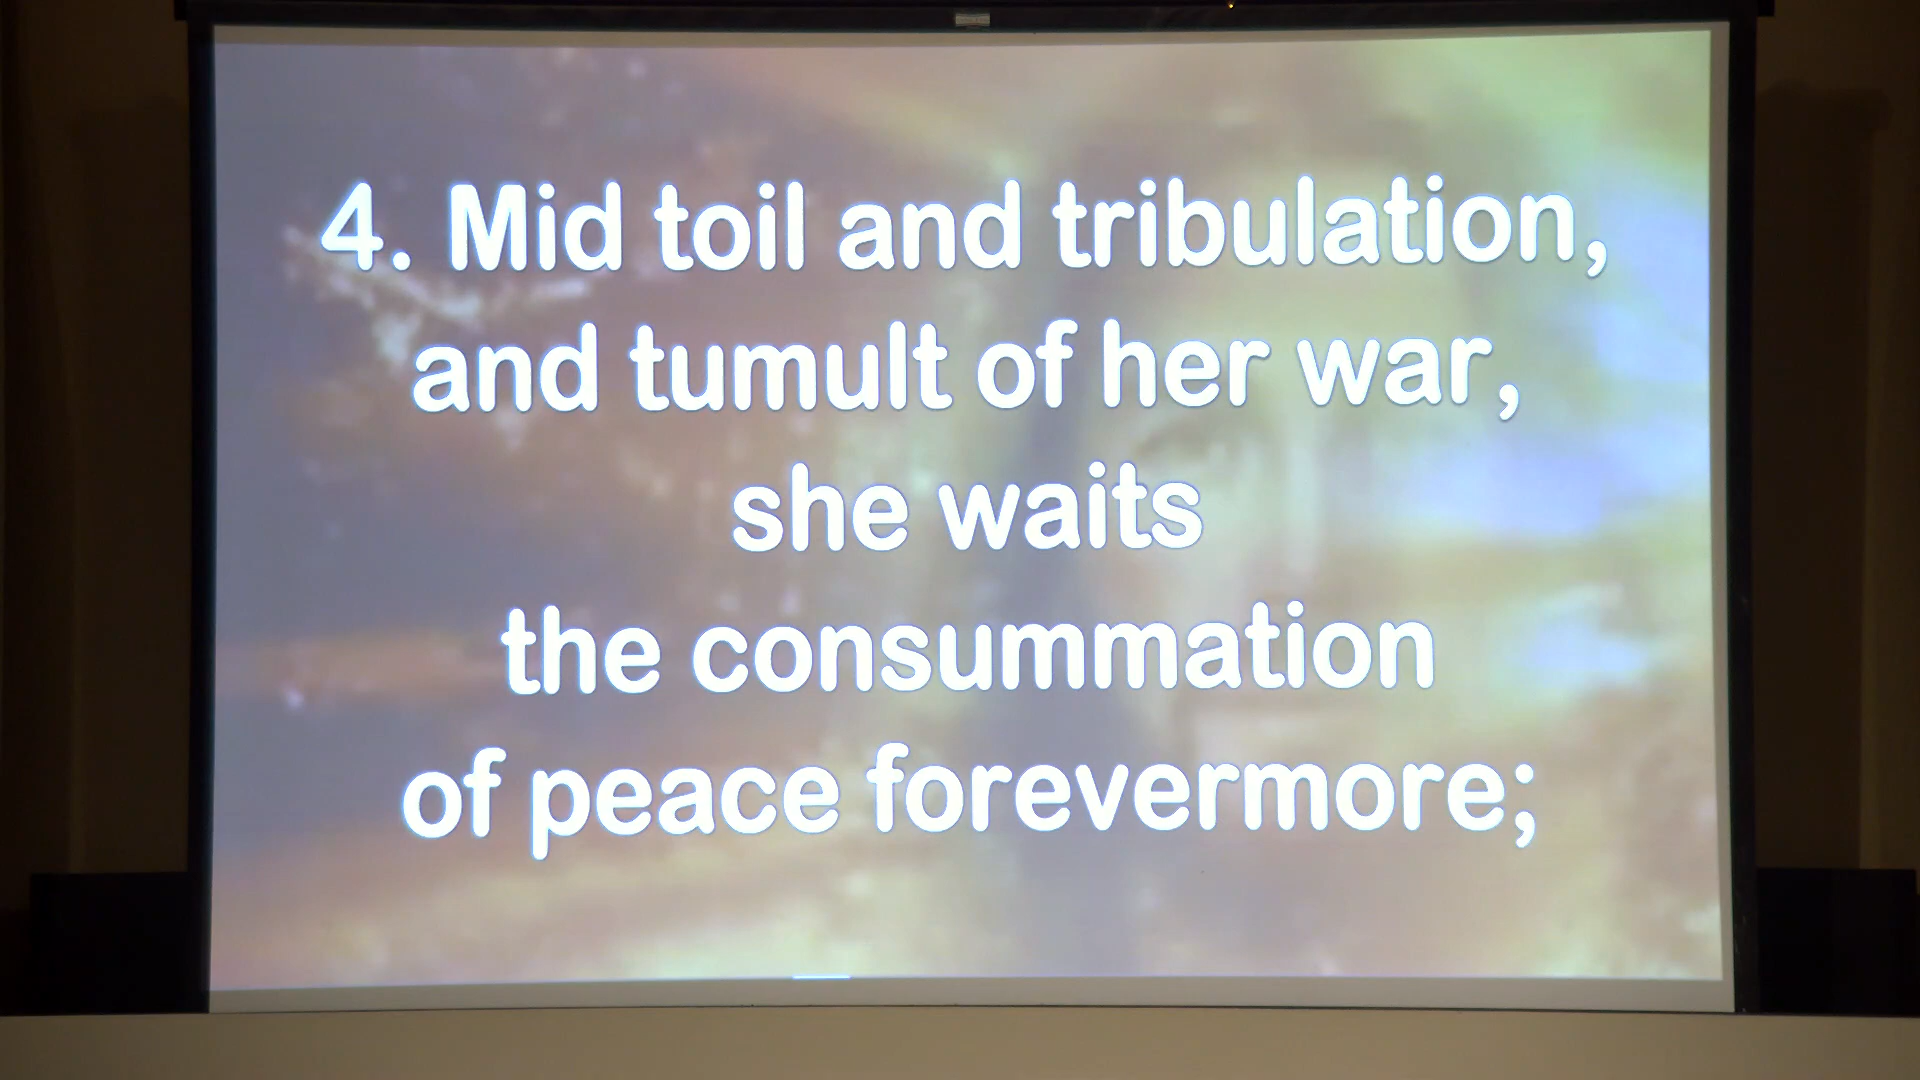 4. Mid toil and tribulation,
and tumult of her war,
she waits
the consummation
of peace forevermore;